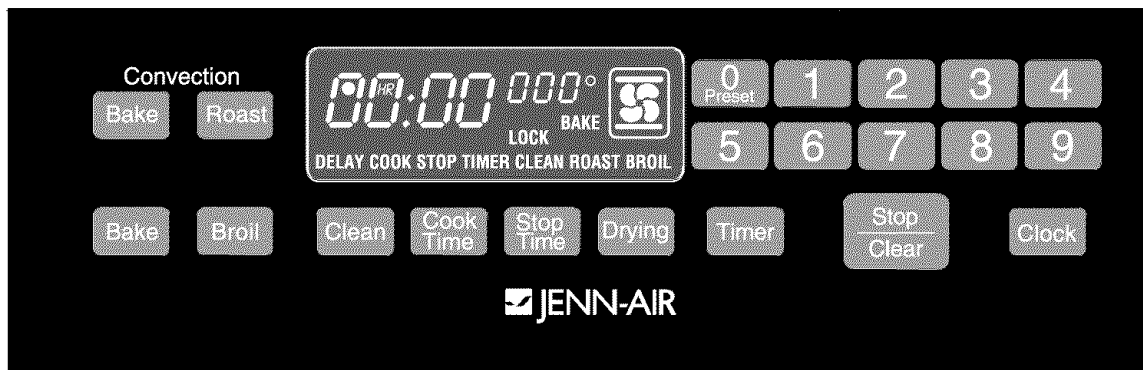 Convection
Bake
Roast
00:00
HR
000°
BAKE
LOCK
DELAY COOK STOP TIMER CLEAN ROAST BROIL
0
Preset
1
2
3
4
5
6
7
8
9
Bake
Broil
Clean
Cook
Time
Stop
Time
Drying
Timer
Stop
Clear
Clock
JENN-AIR